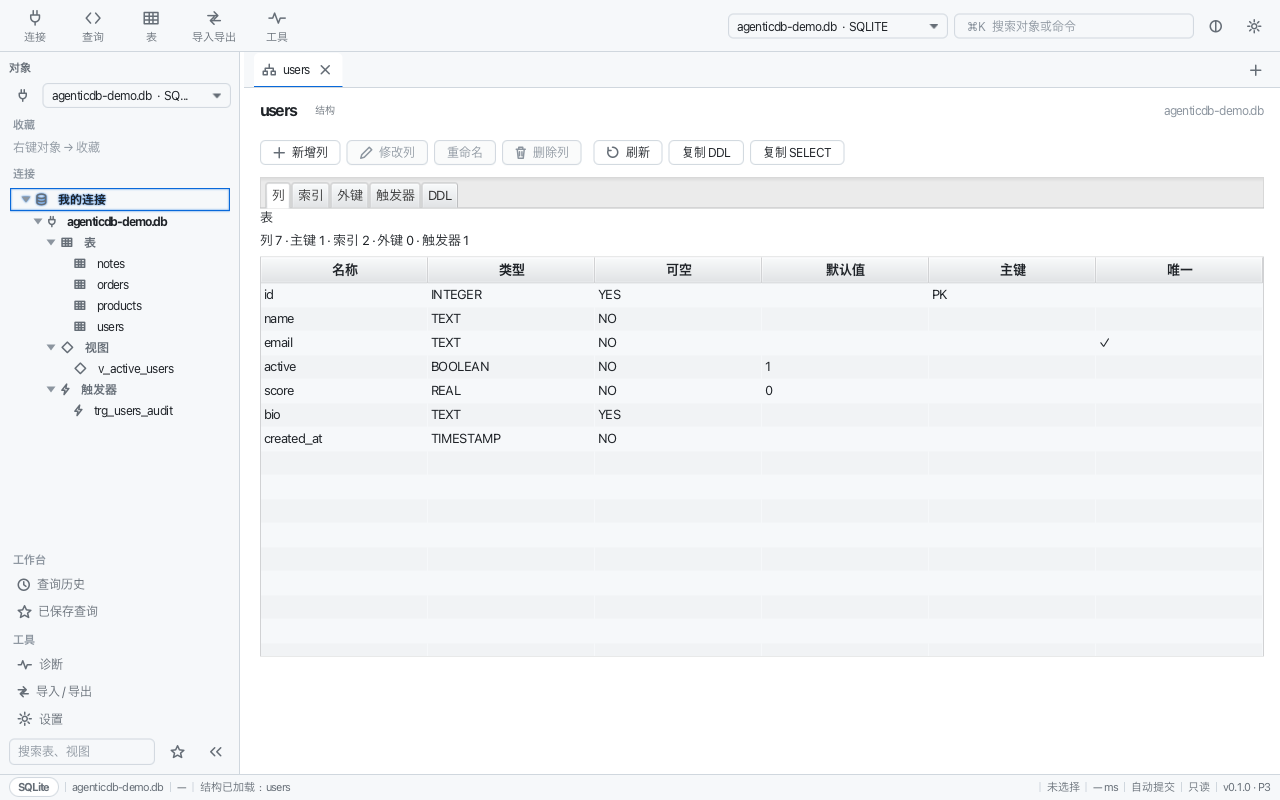 连接 查询 表 导入导出 工具 agenticdb-demo.db · SQLITE ⌘K 搜索对象或命令
对象
agenticdb-demo.db · SQ...
收藏
右键对象 → 收藏
连接
我的连接
agenticdb-demo.db
表
notes
orders
products
users
视图
v_active_users
触发器
trg_users_audit
工作台
查询历史
已保存查询
工具
诊断
导入 / 导出
设置
搜索表、视图
users
users 结构 agenticdb-demo.db
新增列 修改列 重命名 删除列 刷新 复制 DDL 复制 SELECT
列 索引 外键 触发器 DDL
表
列 7 · 主键 1 · 索引 2 · 外键 0 · 触发器 1
名称 类型 可空 默认值 主键 唯一
id INTEGER YES PK
name TEXT NO
email TEXT NO ✓
active BOOLEAN NO 1
score REAL NO 0
bio TEXT YES
created_at TIMESTAMP NO
SQLite agenticdb-demo.db — 结构已加载：users 未选择 — ms 自动提交 只读 v0.1.0 · P3